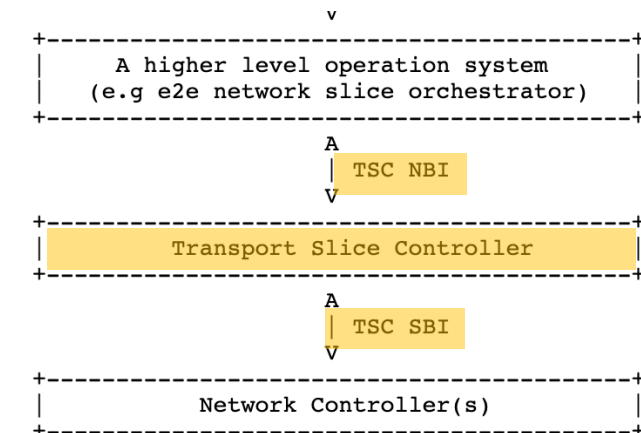 v
+------------------------------------------+
| A higher level operation system |
| (e.g e2e network slice orchestrator) |
+------------------------------------------+
A
| TSC NBI
V
+------------------------------------------+
| Transport Slice Controller |
+------------------------------------------+
A
| TSC SBI
V
+------------------------------------------+
| Network Controller(s) |
+------------------------------------------+